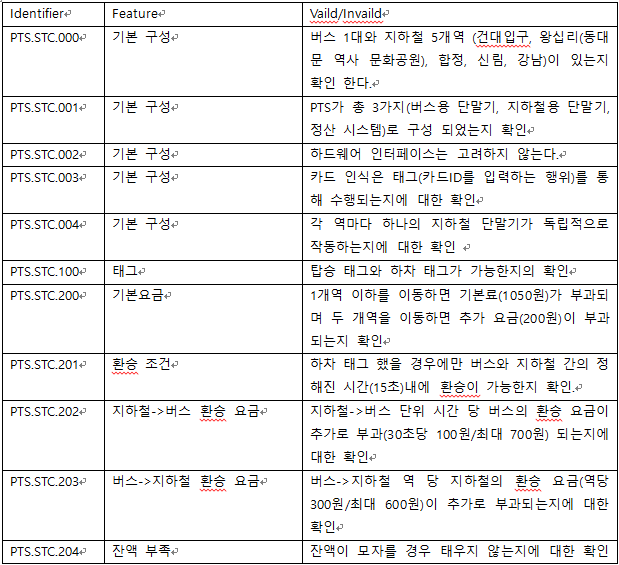 Identifier Feature Vaild/Invaild
PTS.STC.000 기본 구성 버스 1대와 지하철 5개역 (건대입구, 왕십리(동대
문 역사 문화공원), 합정, 신림, 강남)이 있는지
확인 한다.
PTS.STC.001 기본 구성 PTS가 총 3가지(버스용 단말기, 지하철용 단말기,
정산 시스템)로 구성 되었는지 확인
PTS.STC.002 기본 구성 하드웨어 인터페이스는 고려하지 않는다.
PTS.STC.003 기본 구성 카드 인식은 태그(카드ID를 입력하는 행위)를 통
해 수행되는지에 대한 확인
PTS.STC.004 기본 구성 각 역마다 하나의 지하철 단말기가 독립적으로
작동하는지에 대한 확인
PTS.STC.100 태그 탑승 태그와 하차 태그가 가능한지의 확인
PTS.STC.200 기본요금 1개역 이하를 이동하면 기본료(1050원)가 부과되
며 두 개역을 이동하면 추가 요금(200원)이 부과
되는지 확인
PTS.STC.201 환승 조건 하차 태그 했을 경우에만 버스와 지하철 간의 정
해진 시간(15초)내에 환승이 가능한지 확인.
PTS.STC.202 지하철->버스 환승 요금 지하철->버스 단위 시간 당 버스의 환승 요금이
추가로 부과(30초당 100원/최대 700원) 되는지에
대한 확인
PTS.STC.203 버스->지하철 환승 요금 버스->지하철 역 당 지하철의 환승 요금(역당
300원/최대 600원)이 추가로 부과되는지에 대한
확인
PTS.STC.204 잔액 부족 잔액이 모자를 경우 태우지 않는지에 대한 확인